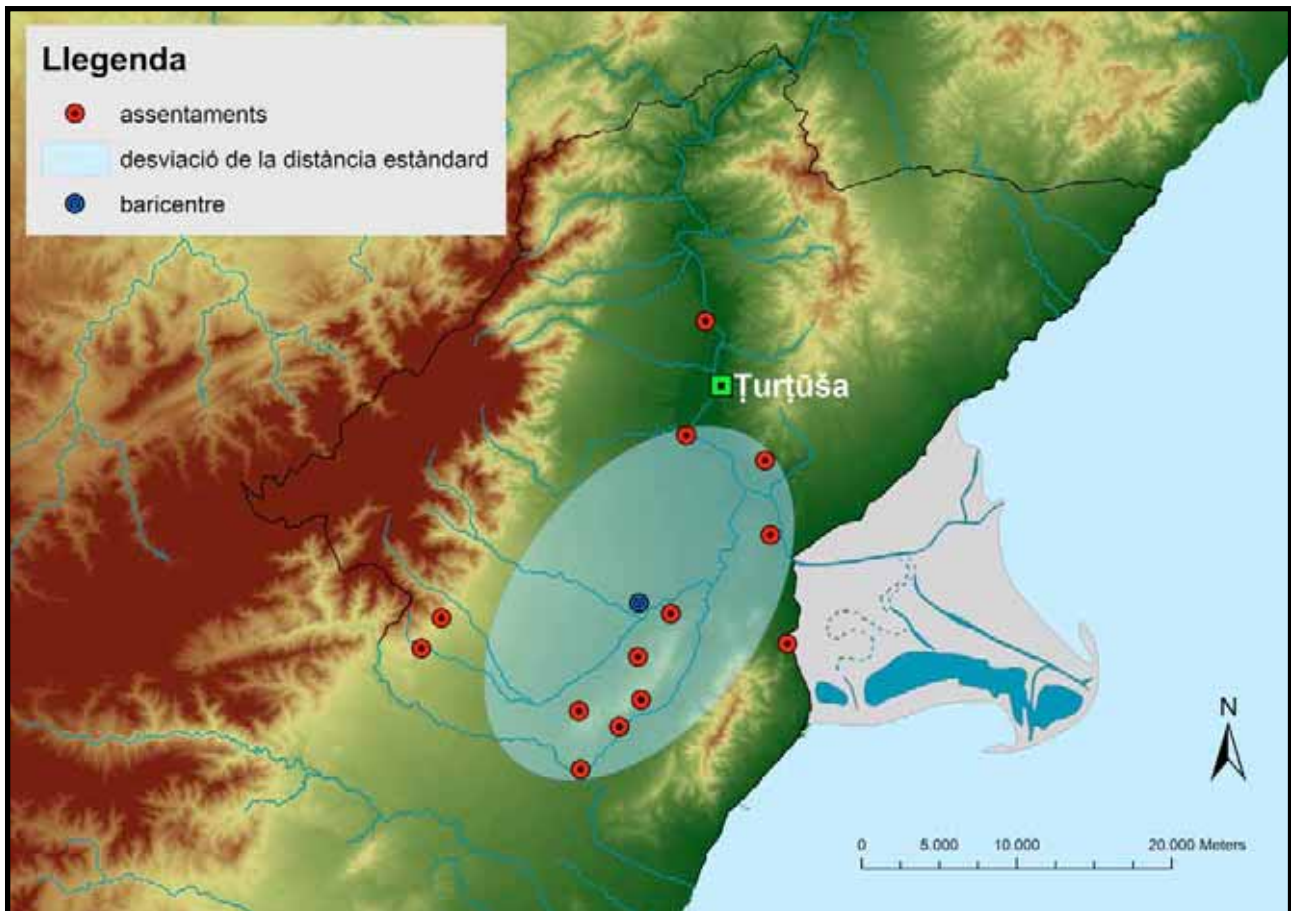 Llegenda
assentaments
desviació de la distància estàndard
baricentre
Ṭurṭūša
N
0 5.000 10.000 20.000 Meters